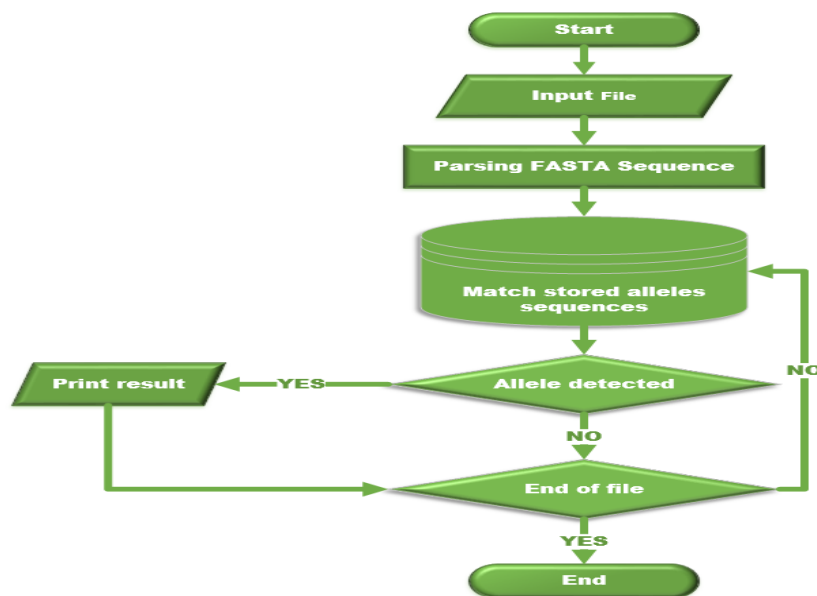 Start
Input File
Parsing FASTA Sequence
Match stored alleles
sequences
Allele detected
YES
Print result
NO
NO
End of file
YES
End